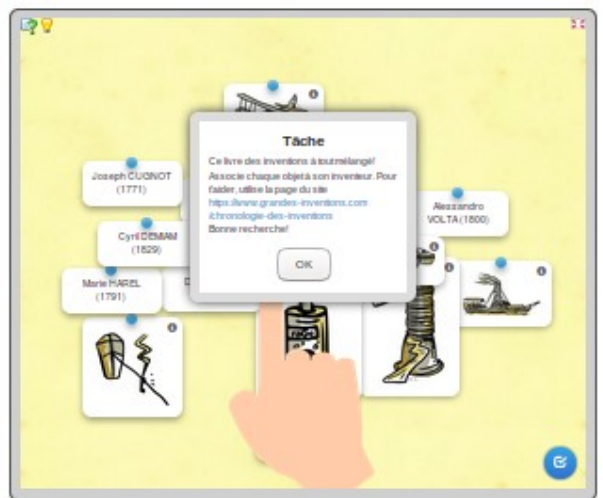 Tâche
Ce livre des inventions à tout mélangé!
Associe chaque objet à son inventeur. Pour
t'aider, utilise la page du site
https://www.grandes-inventions.com
/chronologie-des-inventions
Bonne recherche!
OK
Joseph CUGNOT
(1771)
Cyril DEMIAM
(1829)
Marie HAREL
(1791)
D
Alessandro
VOLTA (1800)